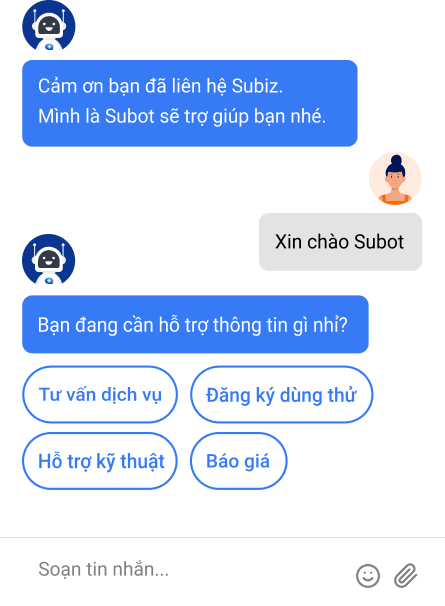 Cảm ơn bạn đã liên hệ Subiz.
Mình là Subot sẽ trợ giúp bạn nhé.
Xin chào Subot
Bạn đang cần hỗ trợ thông tin gì nhỉ?
Tư vấn dịch vụ
Đăng ký dùng thử
Hỗ trợ kỹ thuật
Báo giá
Soạn tin nhắn...